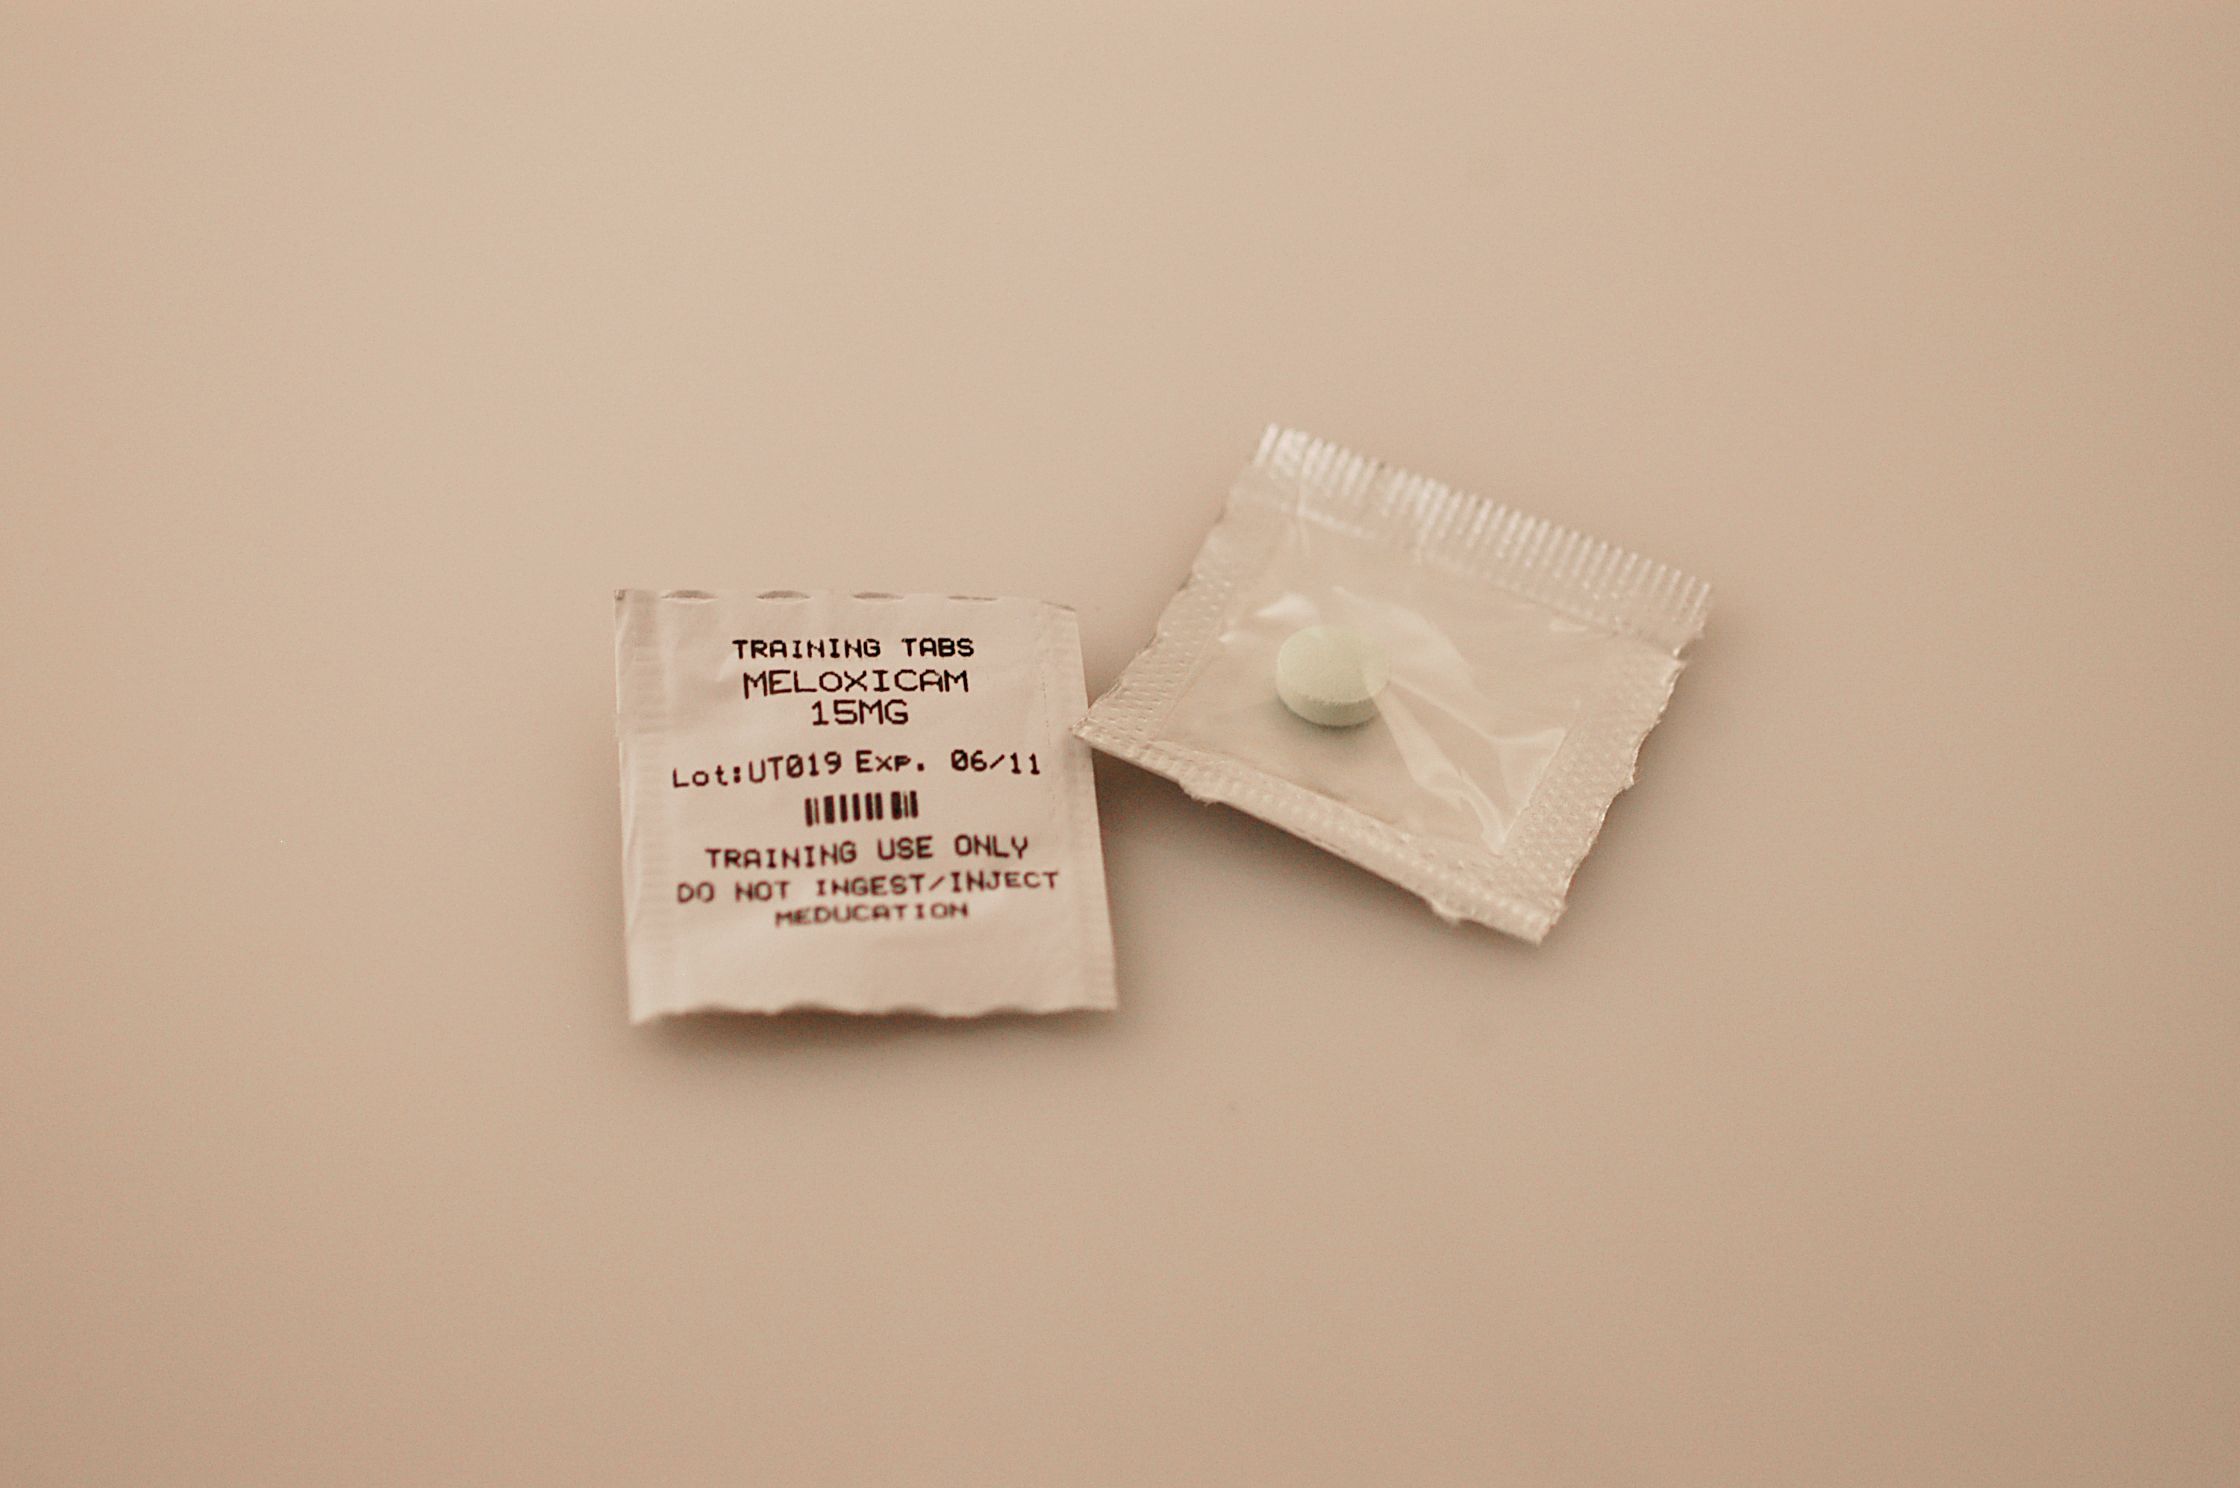 TRAINING TABS
MELOXICAM
15MG
Lot:UT019 Exp. 06/11
TRAINING USE ONLY
DO NOT INGEST/INJECT
MEDUCATION